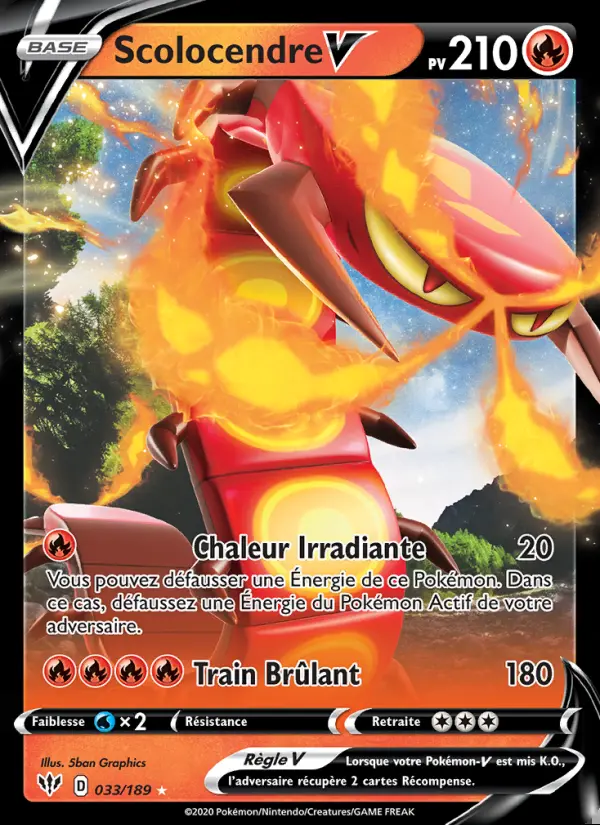 BASE Scolocendre V PV 210
Chaleur Irradiante 20
Vous pouvez défausser une Énergie de ce Pokémon. Dans
ce cas, défaussez une Énergie du Pokémon Actif de votre
adversaire.
Train Brûlant 180
Faiblesse ×2 Résistance Retraite
Illus. 5ban Graphics
Règle V Lorsque votre Pokémon-V est mis K.O.,
l'adversaire récupère 2 cartes Récompense.
D 033/189
©2020 Pokémon/Nintendo/Creatures/GAME FREAK